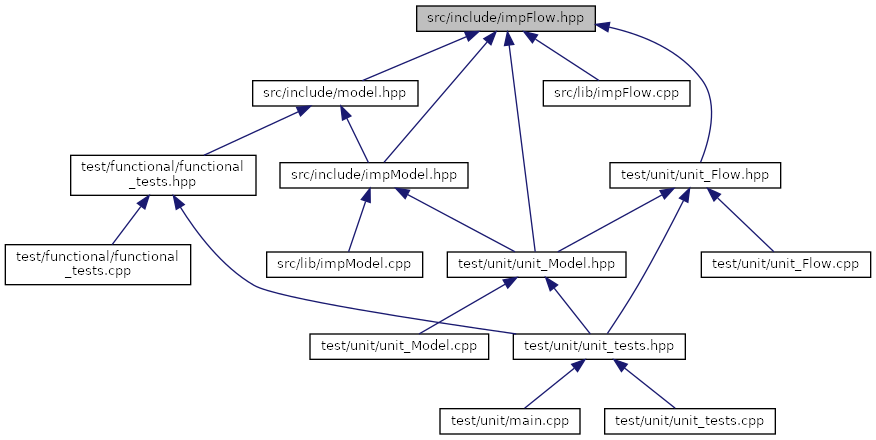 src/include/impFlow.hpp
src/include/model.hpp
src/lib/impFlow.cpp
test/functional/functional
_tests.hpp
src/include/impModel.hpp
test/unit/unit_Flow.hpp
test/functional/functional
_tests.cpp
src/lib/impModel.cpp
test/unit/unit_Model.hpp
test/unit/unit_Flow.cpp
test/unit/unit_Model.cpp
test/unit/unit_tests.hpp
test/unit/main.cpp
test/unit/unit_tests.cpp